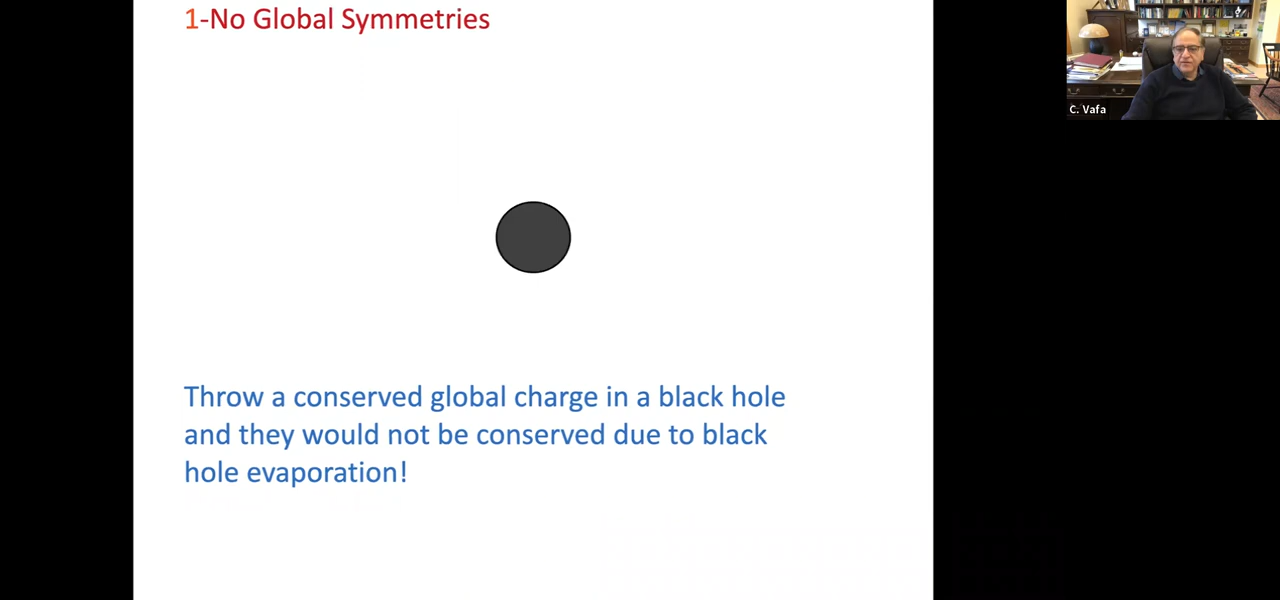 1-No Global Symmetries
C. Vafa
Throw a conserved global charge in a black hole
and they would not be conserved due to black
hole evaporation!